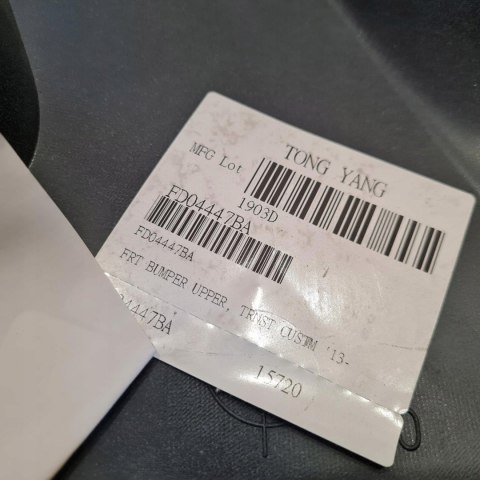 TONG YANG
MFG Lot
1903D
FD04447BA
FD04447BA
FRT BUMPER UPPER, TRNST CUSTM '13-
04447BA
15720